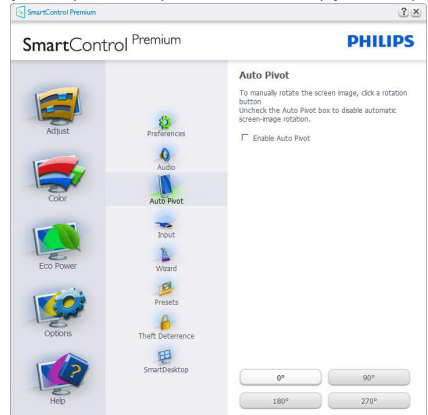 SmartControl Premium
SmartControl Premium
PHILIPS
Adjust
Color
Eco Power
Options
Help
Preferences
Audio
Auto Pivot
Input
Wizard
Presets
Theft Deterrence
SmartDesktop
Auto Pivot
To manually rotate the screen image, click a rotation
button
Uncheck the Auto Pivot box to disable automatic
screen-image rotation.
Enable Auto Pivot
0°
90°
180°
270°